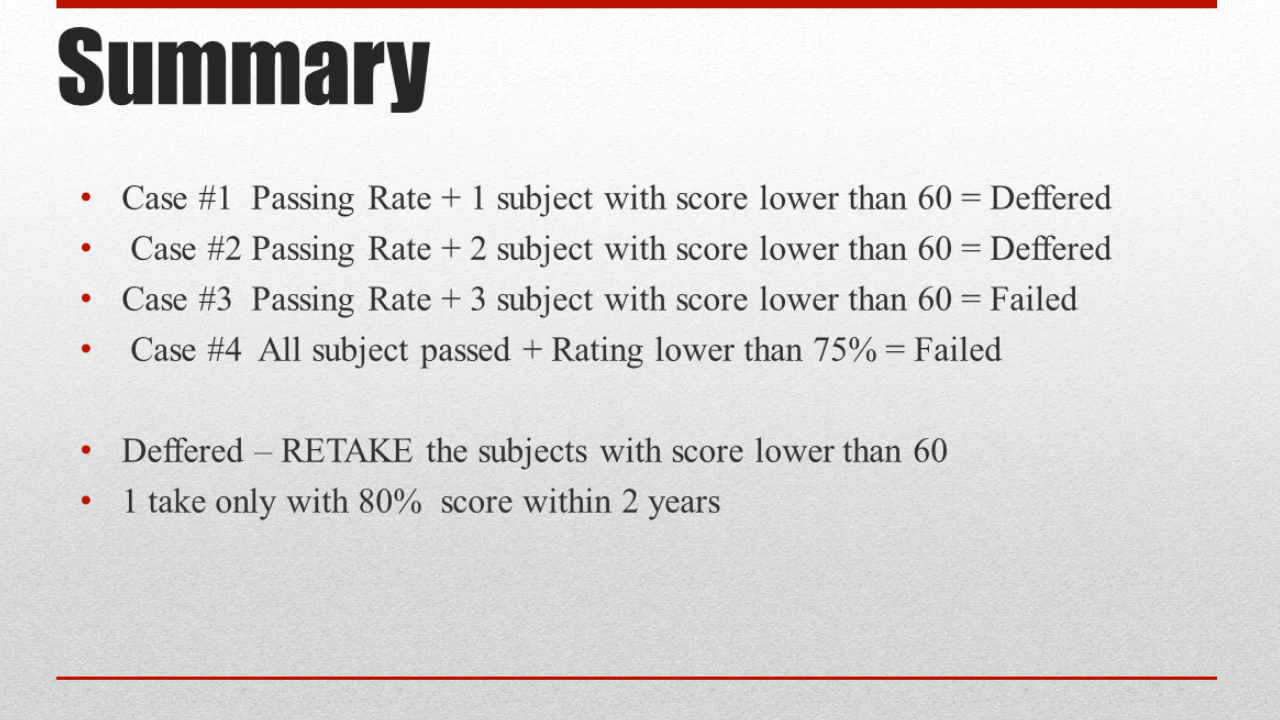 Summary
• Case #1  Passing Rate + 1 subject with score lower than 60 = Deffered
•  Case #2 Passing Rate + 2 subject with score lower than 60 = Deffered
• Case #3  Passing Rate + 3 subject with score lower than 60 = Failed
•  Case #4  All subject passed + Rating lower than 75% = Failed
• Deffered – RETAKE the subjects with score lower than 60
• 1 take only with 80%  score within 2 years